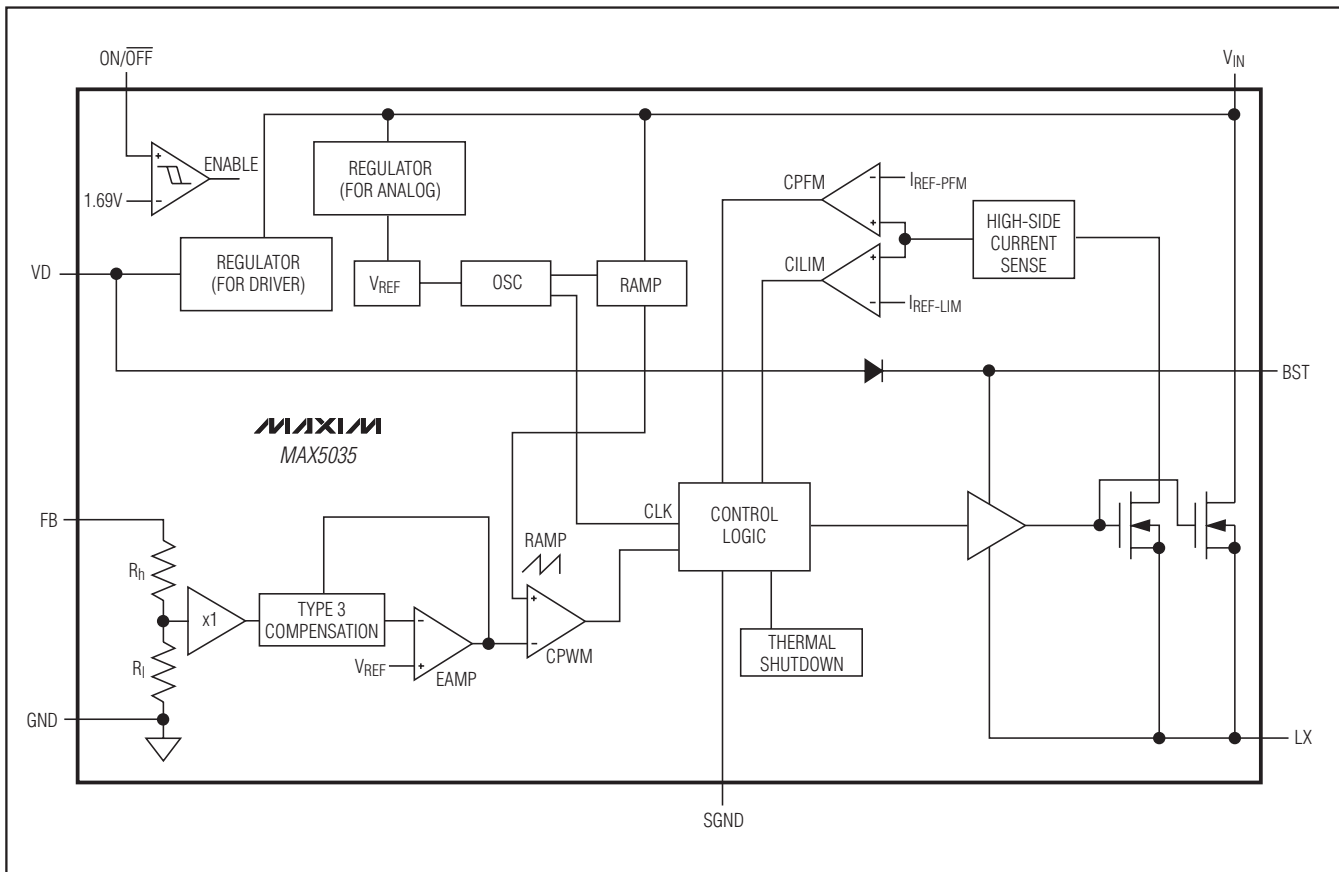 ON/OFF
VIN
+
ENABLE
1.69V
−
REGULATOR
(FOR ANALOG)
CPFM
−
IREF-PFM
+
HIGH-SIDE
CURRENT
SENSE
VD
REGULATOR
(FOR DRIVER)
VREF
OSC
RAMP
CILIM
+
−
IREF-LIM
BST
MAXIM
MAX5035
FB
Rh
CLK
CONTROL
LOGIC
RAMP
x1
TYPE 3
COMPENSATION
−
VREF
+
EAMP
+
−
CPWM
THERMAL
SHUTDOWN
Rl
GND
LX
SGND